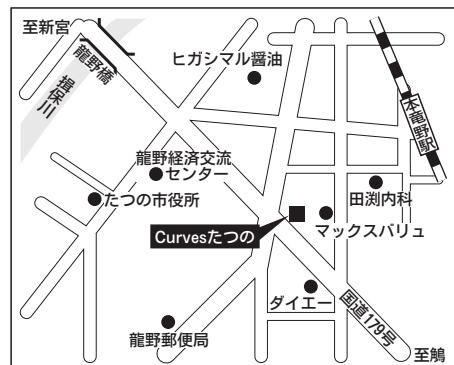 至新宮
龍野橋
揖保川
ヒガシマル醤油
本竜野駅
龍野経済交流
センター
たつの市役所
田渕内科
Curvesたつの
マックスバリュ
ダイエー
国道179号
龍野郵便局
至鵤